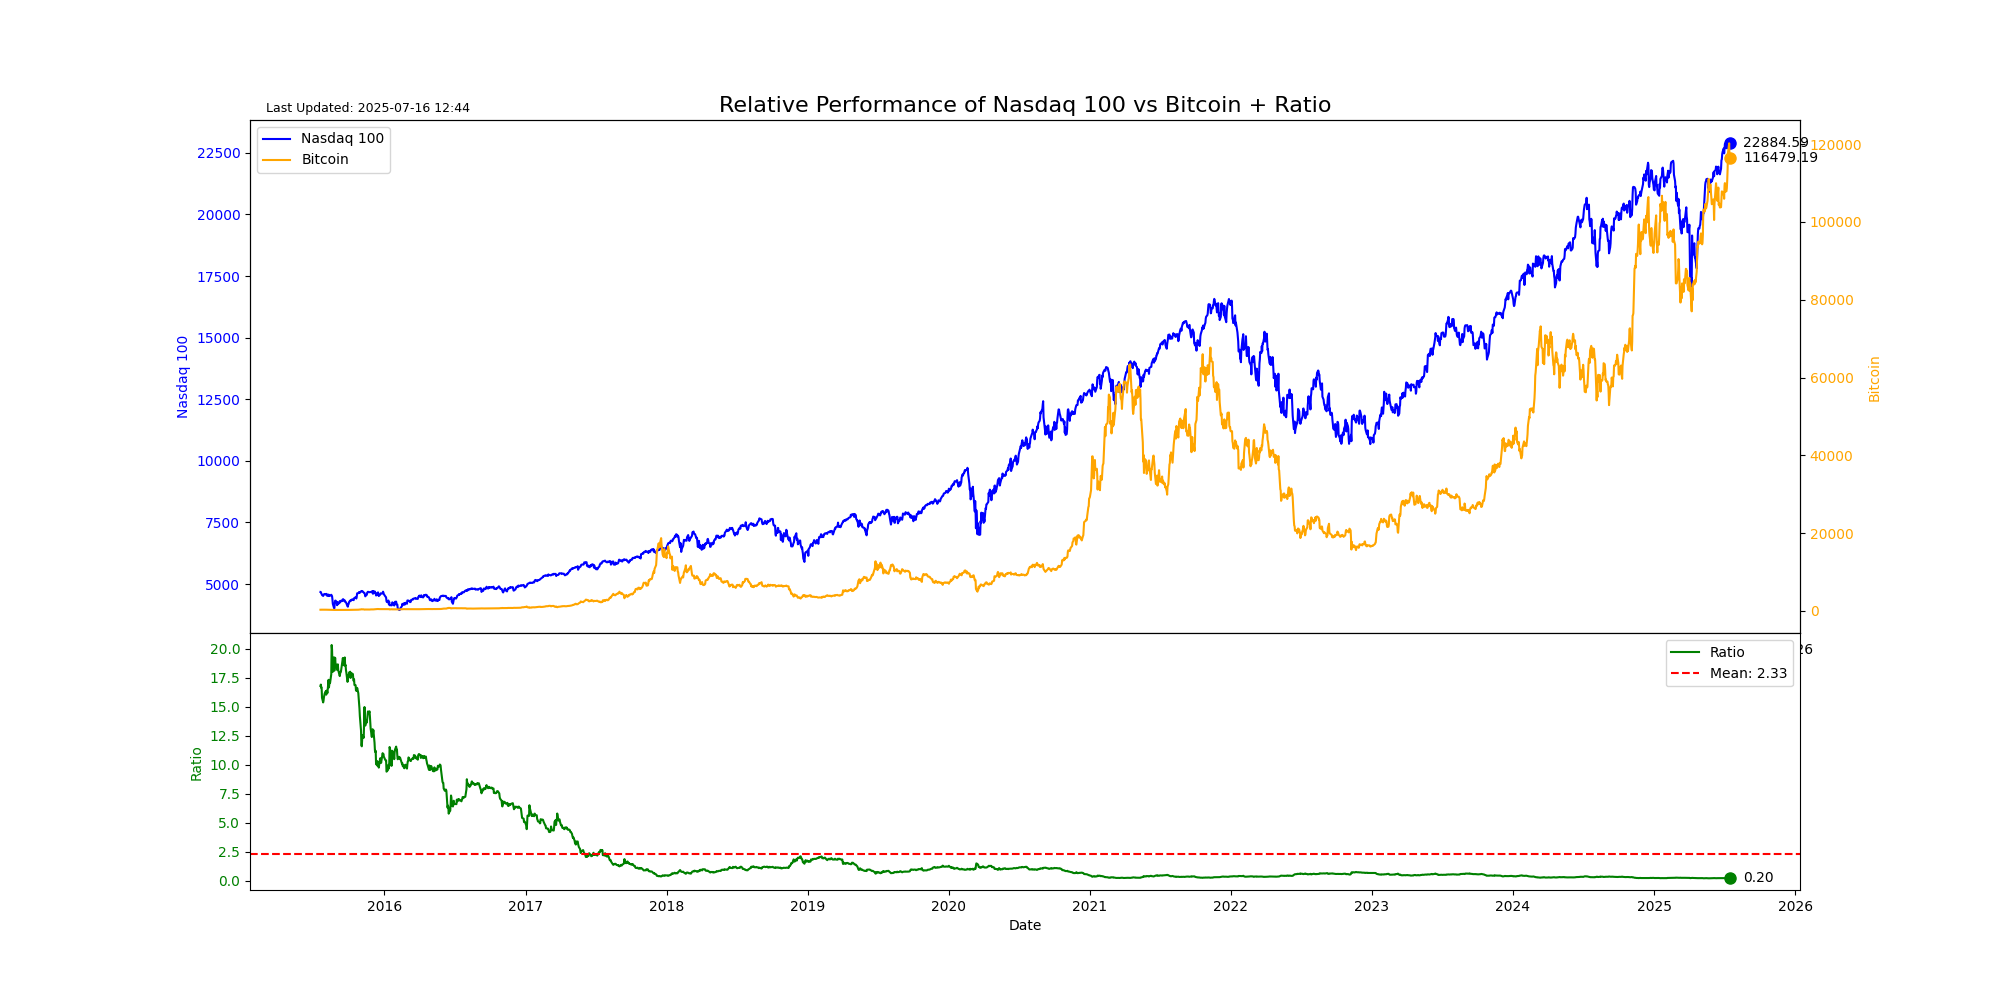 Last Updated: 2025-07-16 12:44
Relative Performance of Nasdaq 100 vs Bitcoin + Ratio
Nasdaq 100
Bitcoin
22884.59
116479.19
22500
20000
17500
15000
12500
10000
7500
5000
Nasdaq 100
120000
100000
80000
60000
40000
20000
0
Bitcoin
26
Ratio
Mean: 2.33
20.0
17.5
15.0
12.5
10.0
7.5
5.0
2.5
0.0
Ratio
0.20
2016 2017 2018 2019 2020 2021 2022 2023 2024 2025 2026
Date